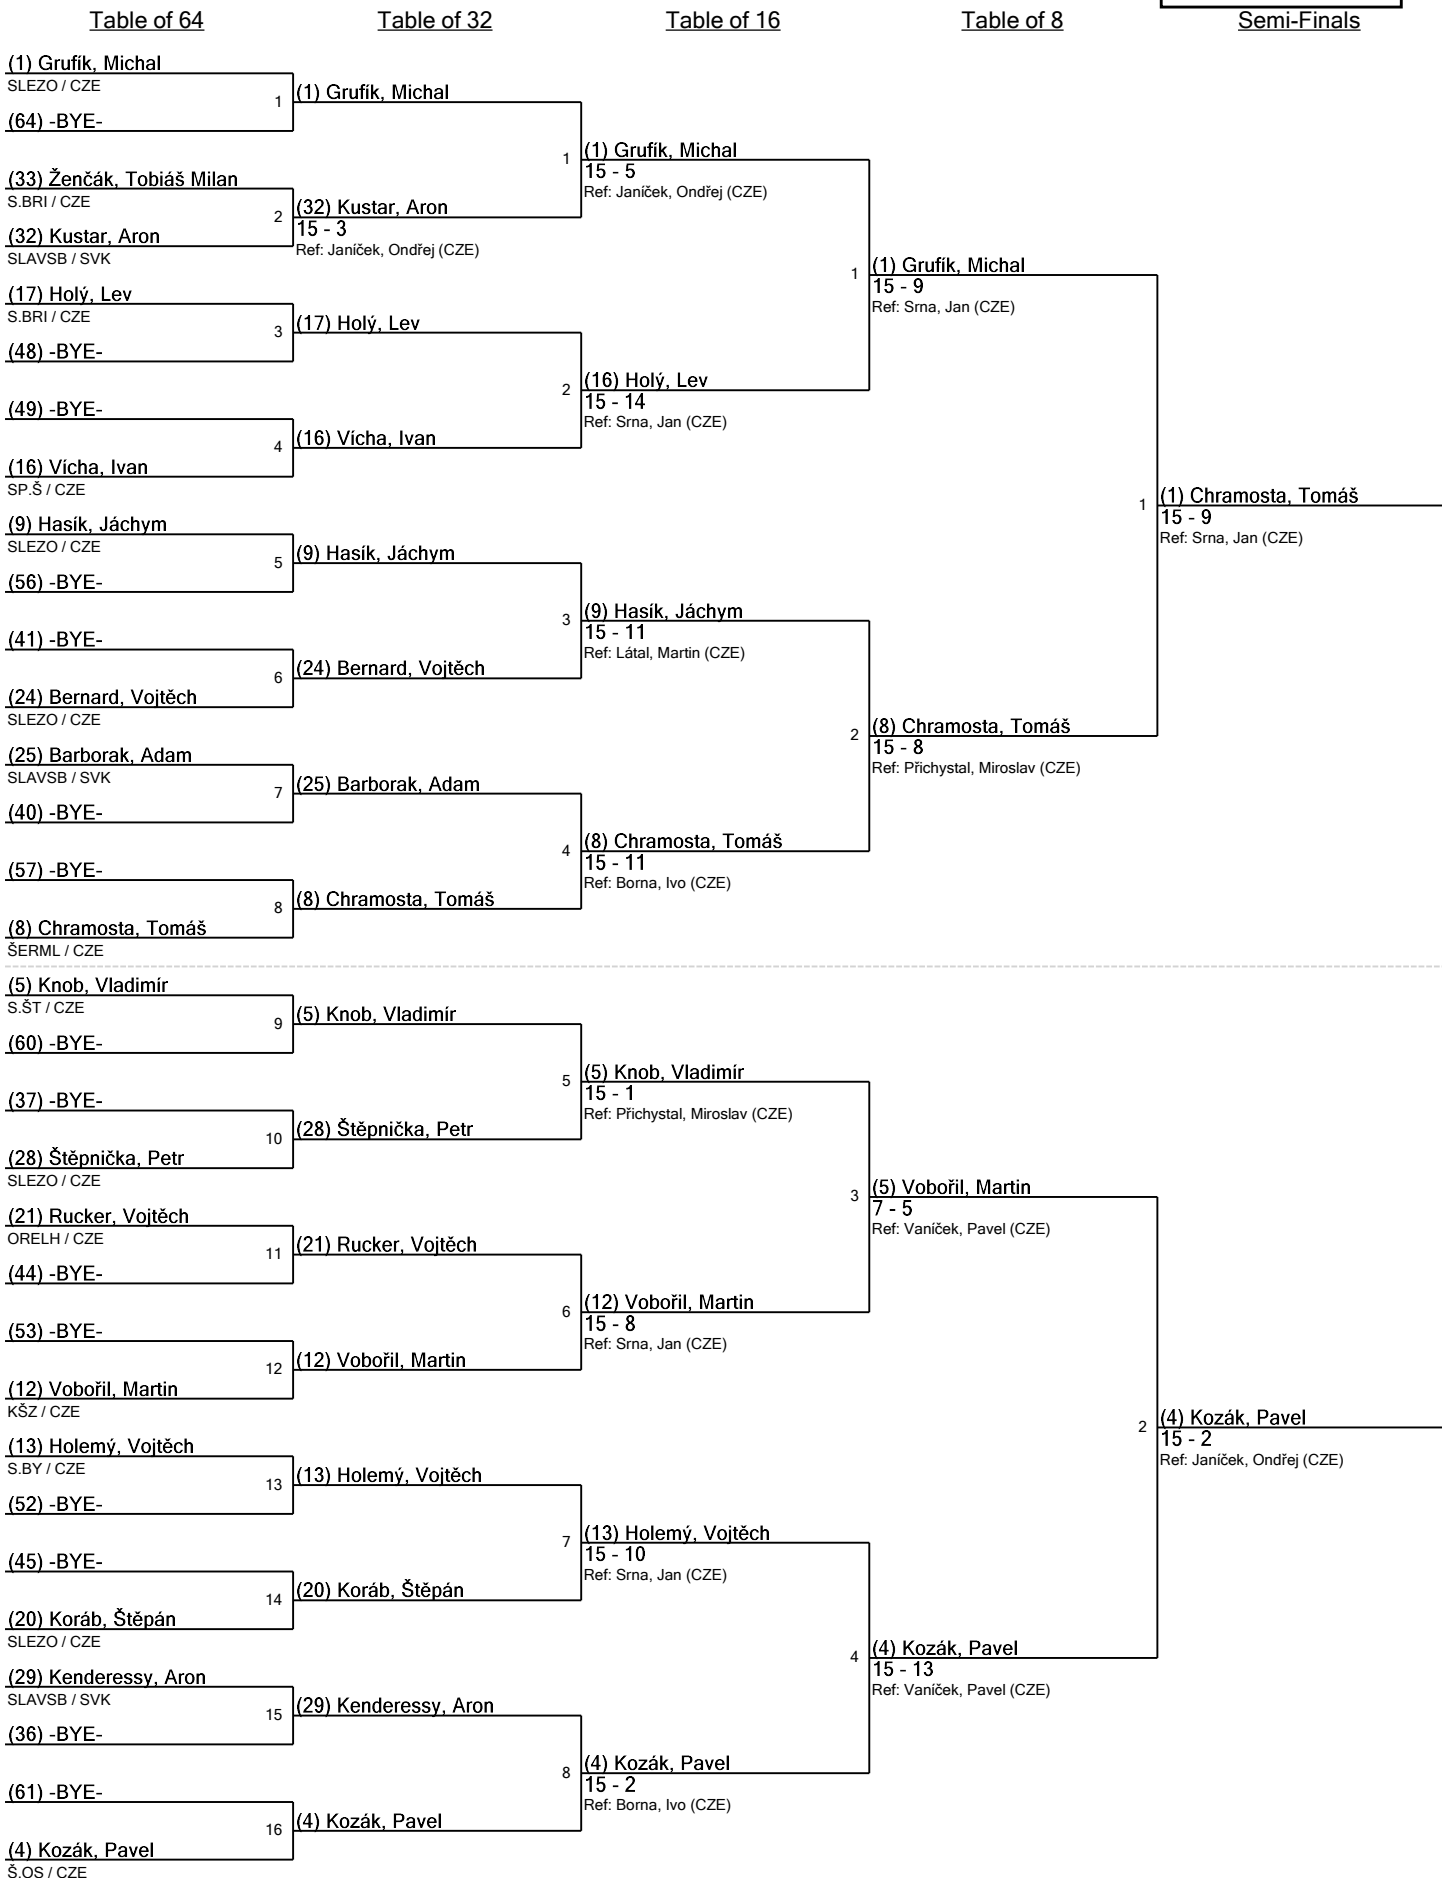 Table of 64
Table of 32
Table of 16
Table of 8
Semi-Finals
(1) Grufík, Michal
SLEZO / CZE
(64) -BYE-
(33) Ženčák, Tobiáš Milan
S.BRI / CZE
(32) Kustar, Aron
SLAVSB / SVK
(17) Holý, Lev
S.BRI / CZE
(48) -BYE-
(49) -BYE-
(16) Vícha, Ivan
SP.Š / CZE
(9) Hasík, Jáchym
SLEZO / CZE
(56) -BYE-
(41) -BYE-
(24) Bernard, Vojtěch
SLEZO / CZE
(25) Barborak, Adam
SLAVSB / SVK
(40) -BYE-
(57) -BYE-
(8) Chramosta, Tomáš
ŠERML / CZE
(5) Knob, Vladimír
S.ŠT / CZE
(60) -BYE-
(37) -BYE-
(28) Štěpnička, Petr
SLEZO / CZE
(21) Rucker, Vojtěch
ORELH / CZE
(44) -BYE-
(53) -BYE-
(12) Vobořil, Martin
KŠZ / CZE
(13) Holemý, Vojtěch
S.BY / CZE
(52) -BYE-
(45) -BYE-
(20) Koráb, Štěpán
SLEZO / CZE
(29) Kenderessy, Aron
SLAVSB / SVK
(36) -BYE-
(61) -BYE-
(4) Kozák, Pavel
Š.OS / CZE
1
(1) Grufík, Michal
2
(32) Kustar, Aron
15 - 3
Ref: Janíček, Ondřej (CZE)
3
(17) Holý, Lev
4
(16) Vícha, Ivan
5
(9) Hasík, Jáchym
6
(24) Bernard, Vojtěch
7
(25) Barborak, Adam
8
(8) Chramosta, Tomáš
9
(5) Knob, Vladimír
10
(28) Štěpnička, Petr
11
(21) Rucker, Vojtěch
12
(12) Vobořil, Martin
13
(13) Holemý, Vojtěch
14
(20) Koráb, Štěpán
15
(29) Kenderessy, Aron
16
(4) Kozák, Pavel
1
(1) Grufík, Michal
15 - 5
Ref: Janíček, Ondřej (CZE)
2
(16) Holý, Lev
15 - 14
Ref: Srna, Jan (CZE)
3
(9) Hasík, Jáchym
15 - 11
Ref: Látal, Martin (CZE)
4
(8) Chramosta, Tomáš
15 - 11
Ref: Borna, Ivo (CZE)
5
(5) Knob, Vladimír
15 - 1
Ref: Přichystal, Miroslav (CZE)
6
(12) Vobořil, Martin
15 - 8
Ref: Srna, Jan (CZE)
7
(13) Holemý, Vojtěch
15 - 10
Ref: Srna, Jan (CZE)
8
(4) Kozák, Pavel
15 - 2
Ref: Borna, Ivo (CZE)
1
(1) Grufík, Michal
15 - 9
Ref: Srna, Jan (CZE)
2
(8) Chramosta, Tomáš
15 - 8
Ref: Přichystal, Miroslav (CZE)
3
(5) Vobořil, Martin
7 - 5
Ref: Vaníček, Pavel (CZE)
4
(4) Kozák, Pavel
15 - 13
Ref: Vaníček, Pavel (CZE)
1
(1) Chramosta, Tomáš
15 - 9
Ref: Srna, Jan (CZE)
2
(4) Kozák, Pavel
15 - 2
Ref: Janíček, Ondřej (CZE)